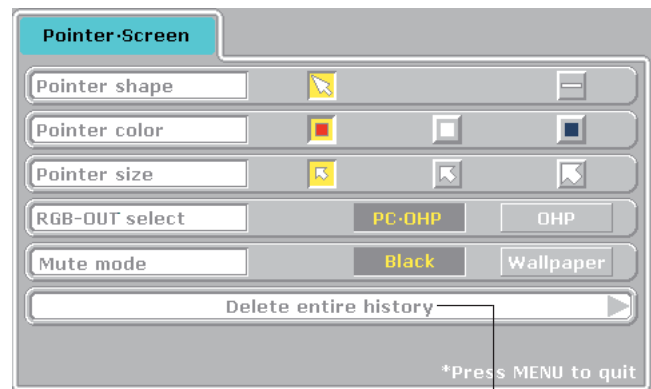 Pointer·Screen
Pointer shape
Pointer color
Pointer size
RGB-OUT select PC·OHP OHP
Mute mode Black Wallpaper
Delete entire history
*Press MENU to quit